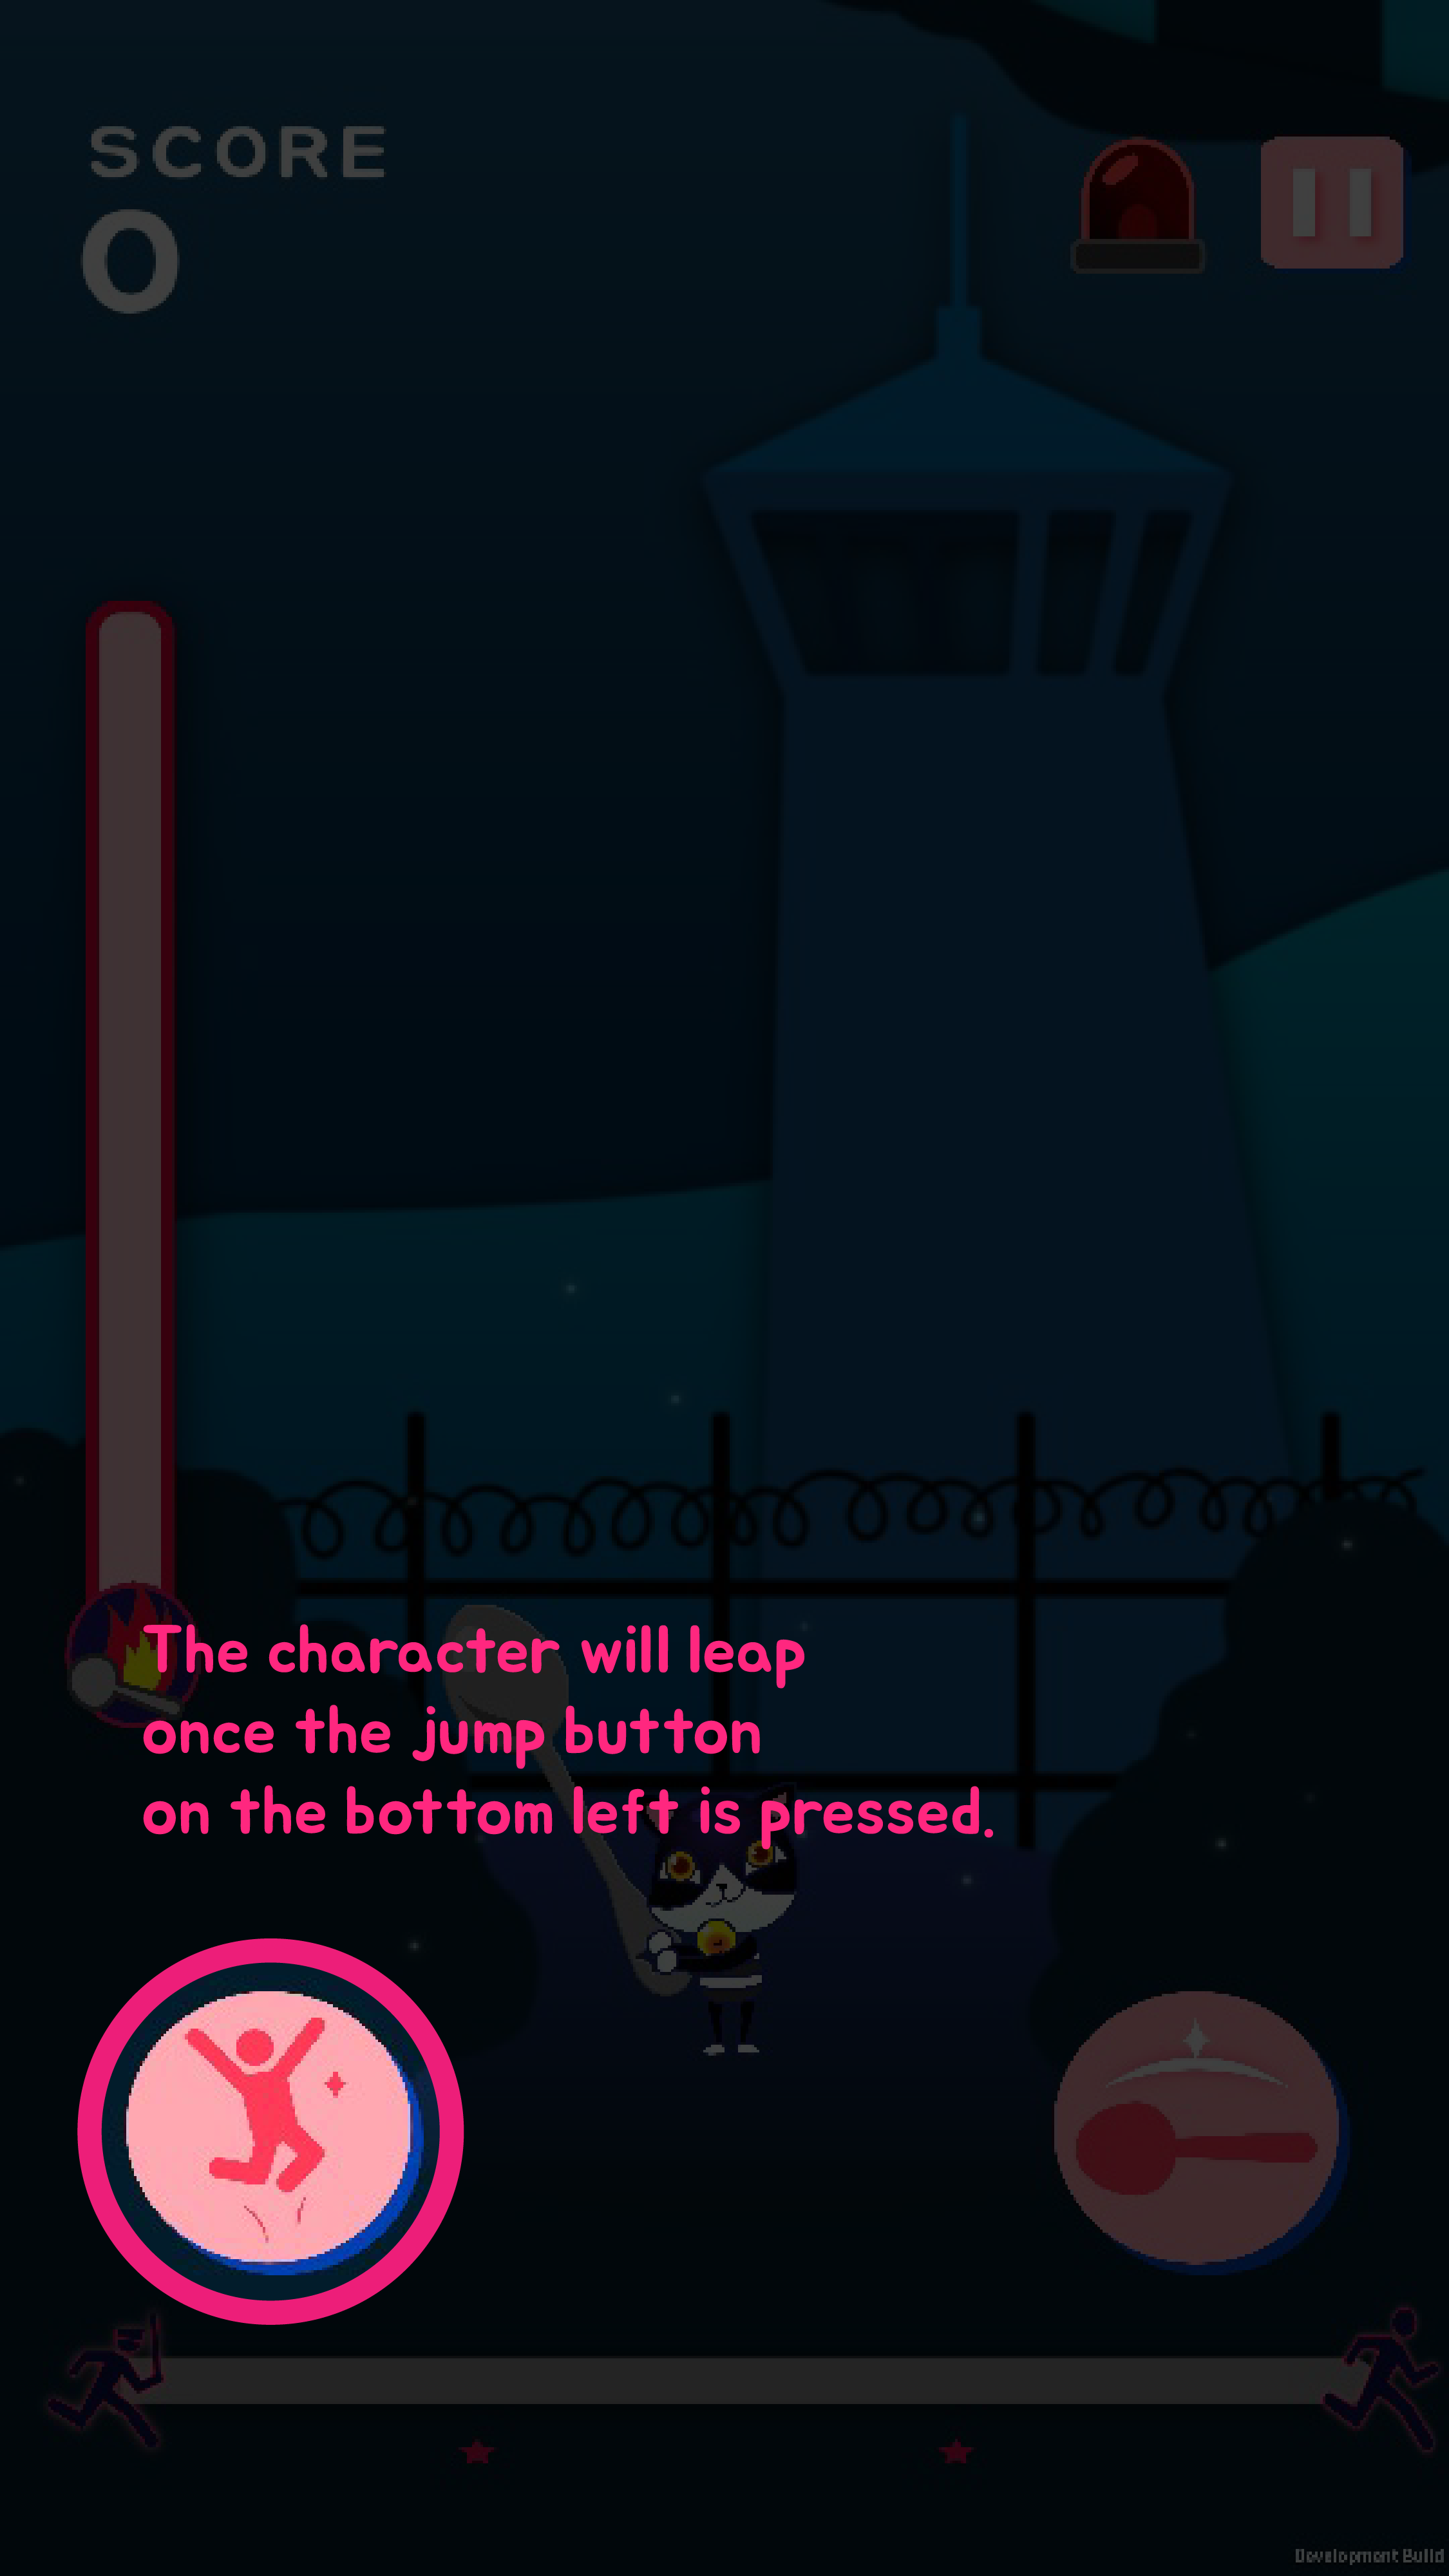 SCORE
0
The character will leap
once the jump button
on the bottom left is pressed.
Development Build